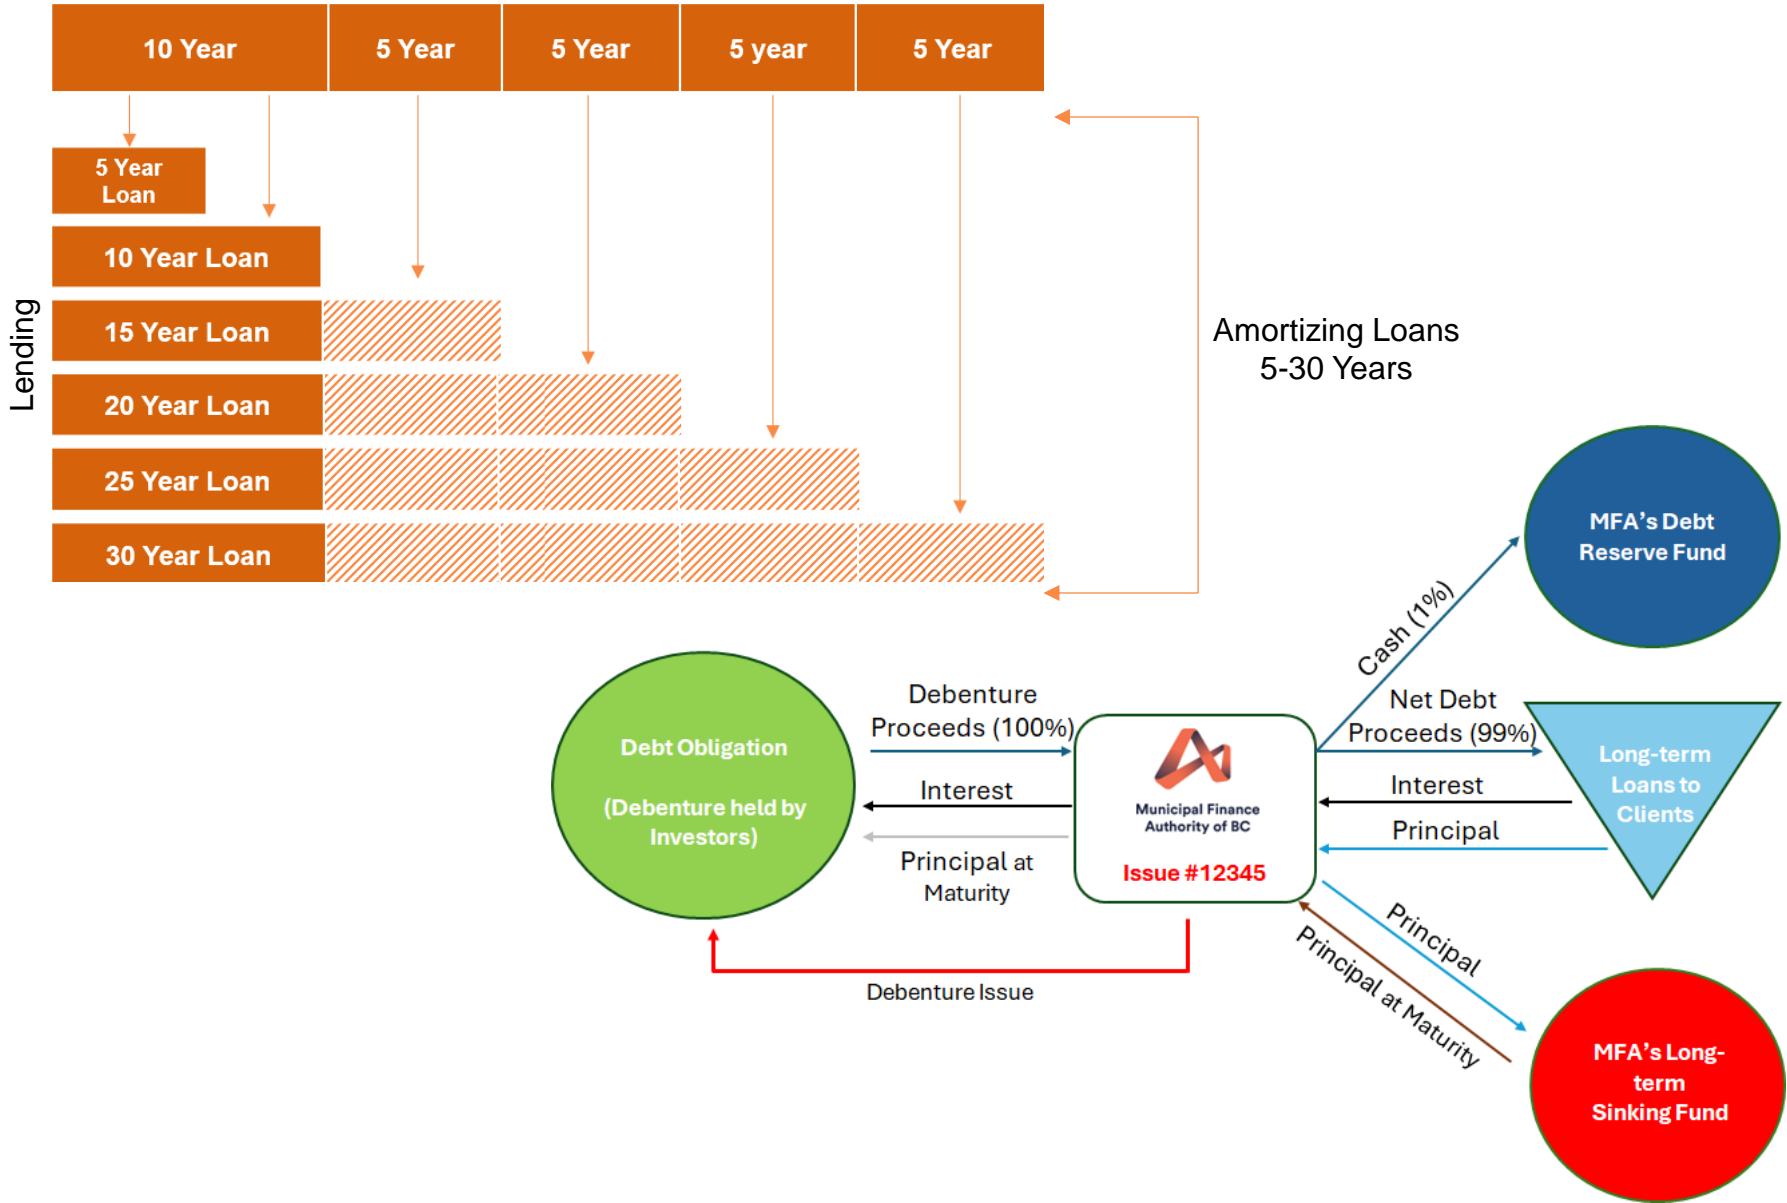 10 Year
5 Year
5 Year
5 year
5 Year
5 Year
Loan
10 Year Loan
15 Year Loan
20 Year Loan
25 Year Loan
30 Year Loan
Lending
Amortizing Loans
5-30 Years
MFA’s Debt
Reserve Fund
Cash (1%)
Debenture
Proceeds (100%)
Net Debt
Proceeds (99%)
Debt Obligation
(Debenture held by
Investors)
Interest
Principal at
Maturity
Municipal Finance
Authority of BC
Issue #12345
Interest
Principal
Long-term
Loans to
Clients
Debenture Issue
Principal
Principal at Maturity
MFA’s Long-
term
Sinking Fund